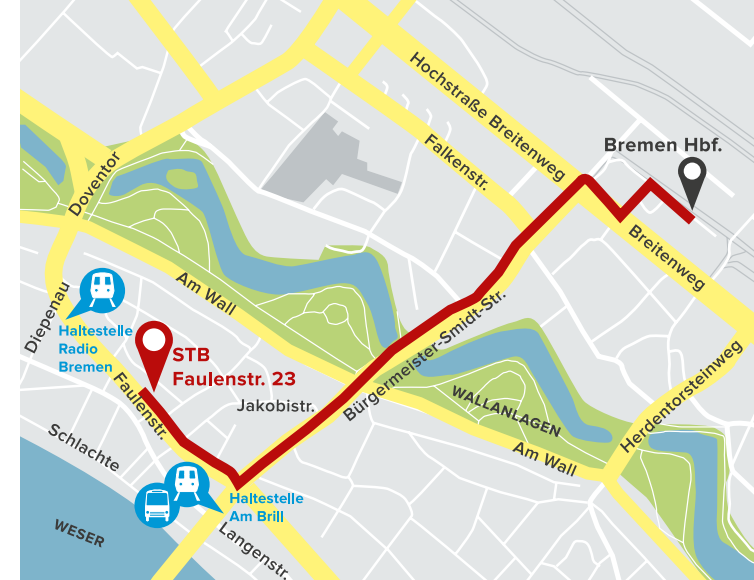 Hochstraße Breitenweg
Falkenstr.
Bremen Hbf.
Doventor
Breitenweg
Am Wall
Diepenau
Haltestelle
Radio
Bremen
STB
Faulenstr. 23
Bürgermeister-Smidt-Str.
Herdentorsteinweg
Faulenstr.
Jakobistr.
WALLANLAGEN
Am Wall
Schlachte
Haltestelle
Am Brill
WESER
Langenstr.